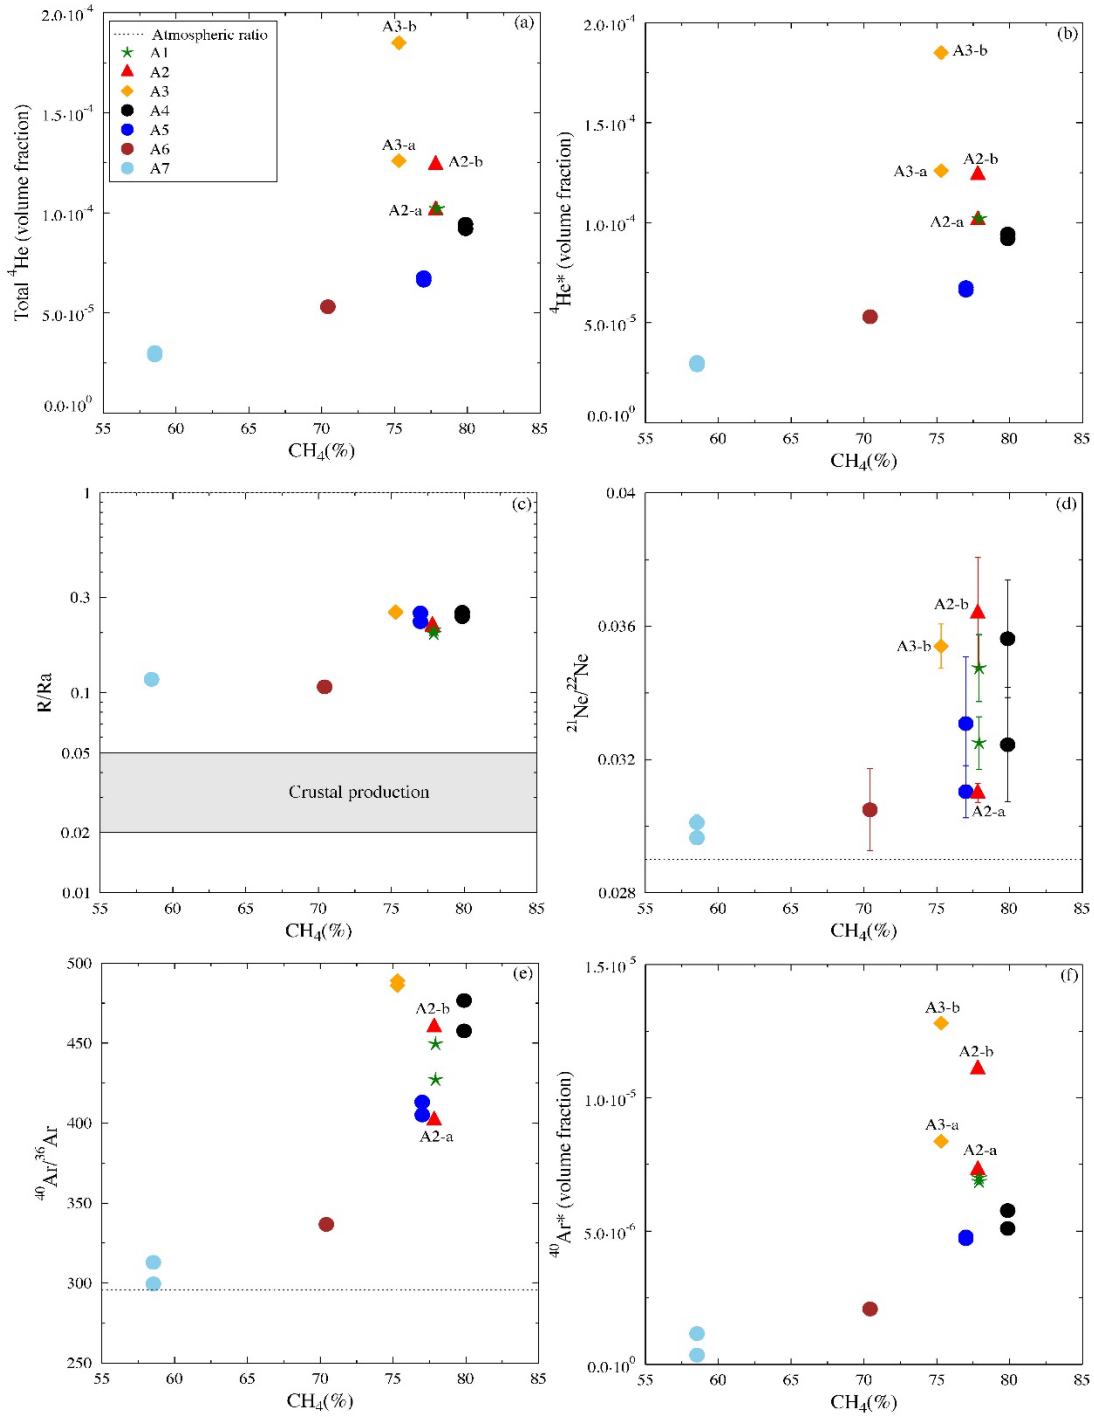 (a)
2.0·10⁻⁴
1.5·10⁻⁴
1.0·10⁻⁴
5.0·10⁻⁵
0.0·10⁰
Total ⁴He (volume fraction)
Atmospheric ratio
A1
A2
A3
A4
A5
A6
A7
A3-b
A3-a
A2-b
A2-a
55 60 65 70 75 80 85
CH₄(%)
(b)
2.0·10⁻⁴
1.5·10⁻⁴
1.0·10⁻⁴
5.0·10⁻⁵
0.0·10⁰
⁴He* (volume fraction)
A3-b
A2-b
A3-a
A2-a
55 60 65 70 75 80 85
CH₄(%)
(c)
1
0.3
0.1
0.05
0.02
0.01
R/Ra
Crustal production
55 60 65 70 75 80 85
CH₄(%)
(d)
0.04
0.036
0.032
0.028
²¹Ne/²²Ne
A2-b
A3-b
A2-a
55 60 65 70 75 80 85
CH₄(%)
(e)
500
450
400
350
300
250
⁴⁰Ar/³⁶Ar
A2-b
A2-a
55 60 65 70 75 80 85
CH₄(%)
(f)
1.5·10⁻⁵
1.0·10⁻⁵
5.0·10⁻⁶
0.0·10⁰
⁴⁰Ar* (volume fraction)
A3-b
A2-b
A3-a
A2-a
55 60 65 70 75 80 85
CH₄(%)